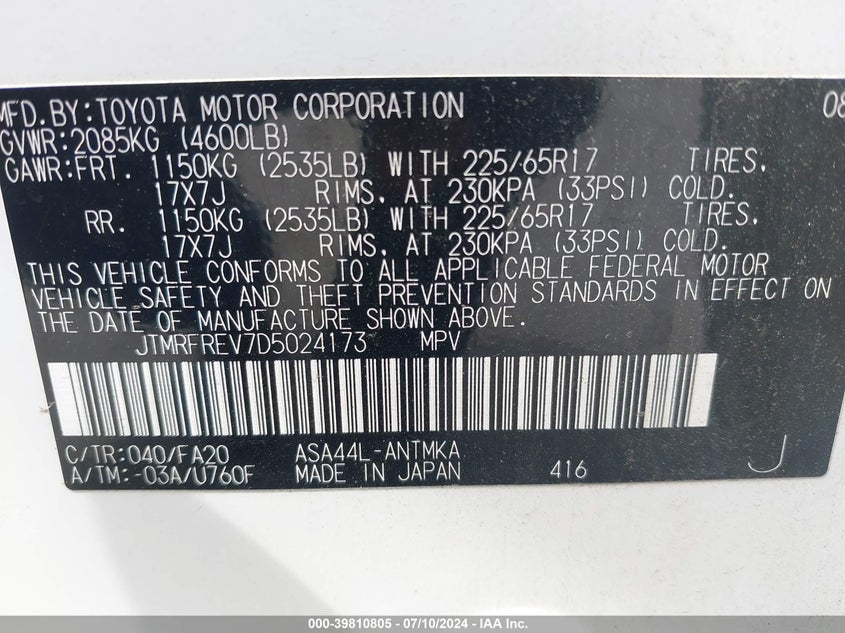 MFD.BY:TOYOTA MOTOR CORPORATION 08
GVWR:2085KG (4600LB)
GAWR:FRT. 1150KG (2535LB) WITH 225/65R17 TIRES.
17X7J RIMS. AT 230KPA (33PSI) COLD.
RR. 1150KG (2535LB) WITH 225/65R17 TIRES.
17X7J RIMS. AT 230KPA (33PSI) COLD.
THIS VEHICLE CONFORMS TO ALL APPLICABLE FEDERAL MOTOR
VEHICLE SAFETY AND THEFT PREVENTION STANDARDS IN EFFECT ON
THE DATE OF MANUFACTURE SHOWN ABOVE.
JTMRFREV7D5024173 MPV
C/TR:040/FA20 ASA44L-ANTMKA
A/TM:-03A/U760F MADE IN JAPAN 416 J
000-39810805 - 07/10/2024 - IAA Inc.